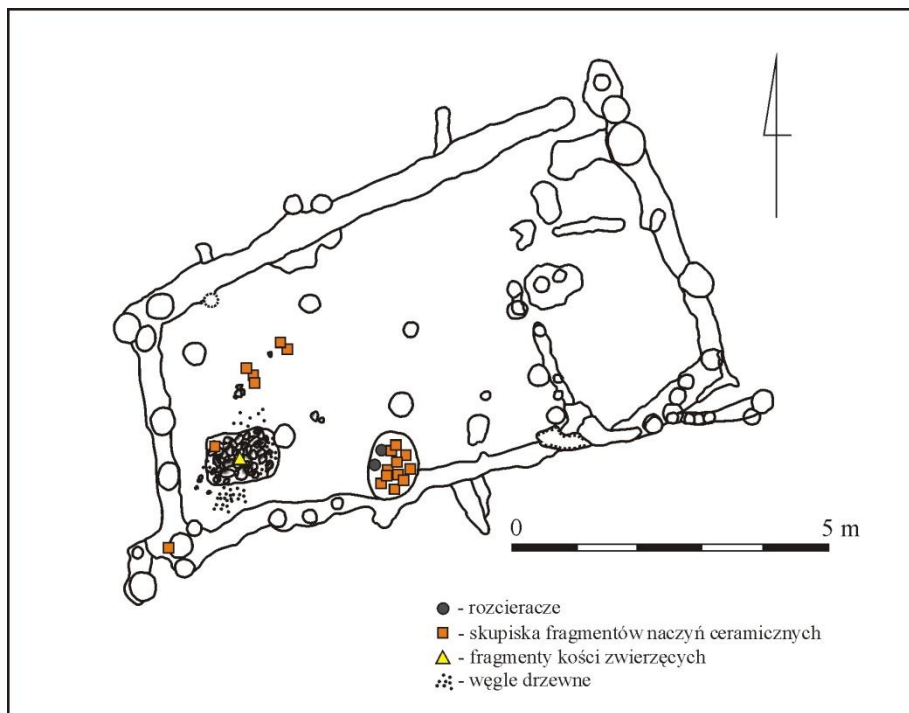 0 5 m
- rozcieracze
- skupiska fragmentów naczyń ceramicznych
- fragmenty kości zwierzęcych
- węgle drzewne